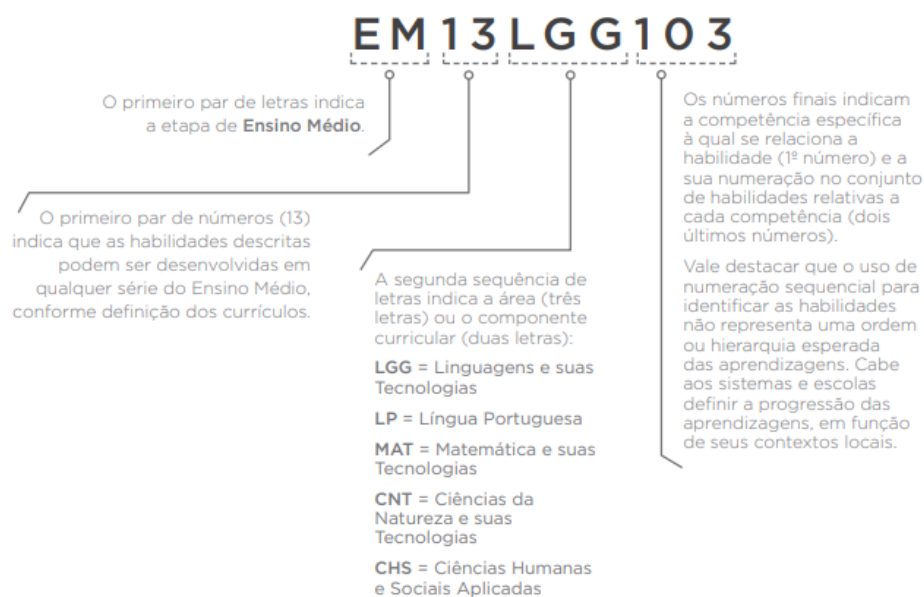 EM13LGG103
O primeiro par de letras indica
a etapa de Ensino Médio.
O primeiro par de números (13)
indica que as habilidades descritas
podem ser desenvolvidas em
qualquer série do Ensino Médio,
conforme definição dos currículos.
A segunda sequência de
letras indica a área (três
letras) ou o componente
curricular (duas letras):
LGG = Linguagens e suas
Tecnologias
LP = Língua Portuguesa
MAT = Matemática e suas
Tecnologias
CNT = Ciências da
Natureza e suas
Tecnologias
CHS = Ciências Humanas
e Sociais Aplicadas
Os números finais indicam
a competência específica
à qual se relaciona a
habilidade (1º número) e a
sua numeração no conjunto
de habilidades relativas a
cada competência (dois
últimos números).
Vale destacar que o uso de
numeração sequencial para
identificar as habilidades
não representa uma ordem
ou hierarquia esperada
das aprendizagens. Cabe
aos sistemas e escolas
definir a progressão das
aprendizagens, em função
de seus contextos locais.